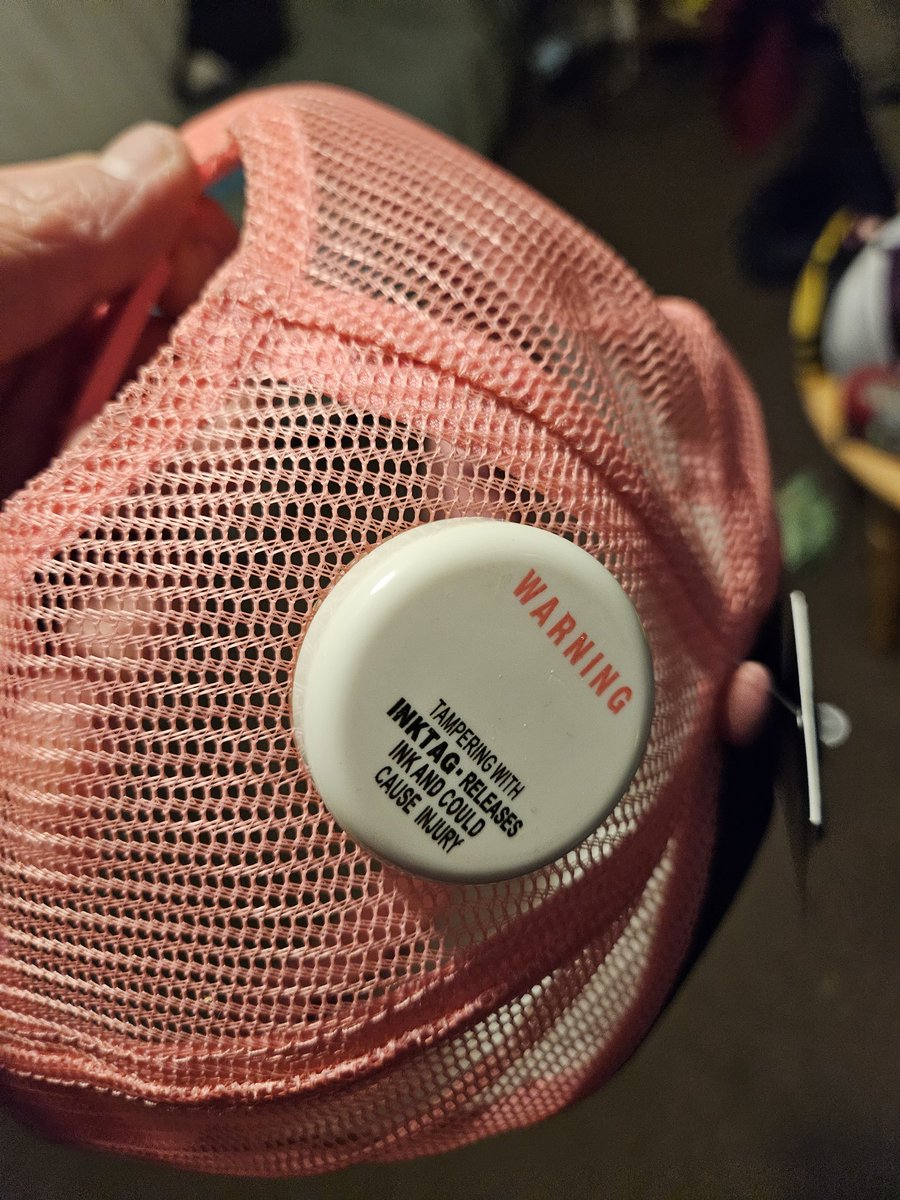 WARNING
TAMPERING WITH
INKTAG - RELEASES
INK AND COULD
CAUSE INJURY